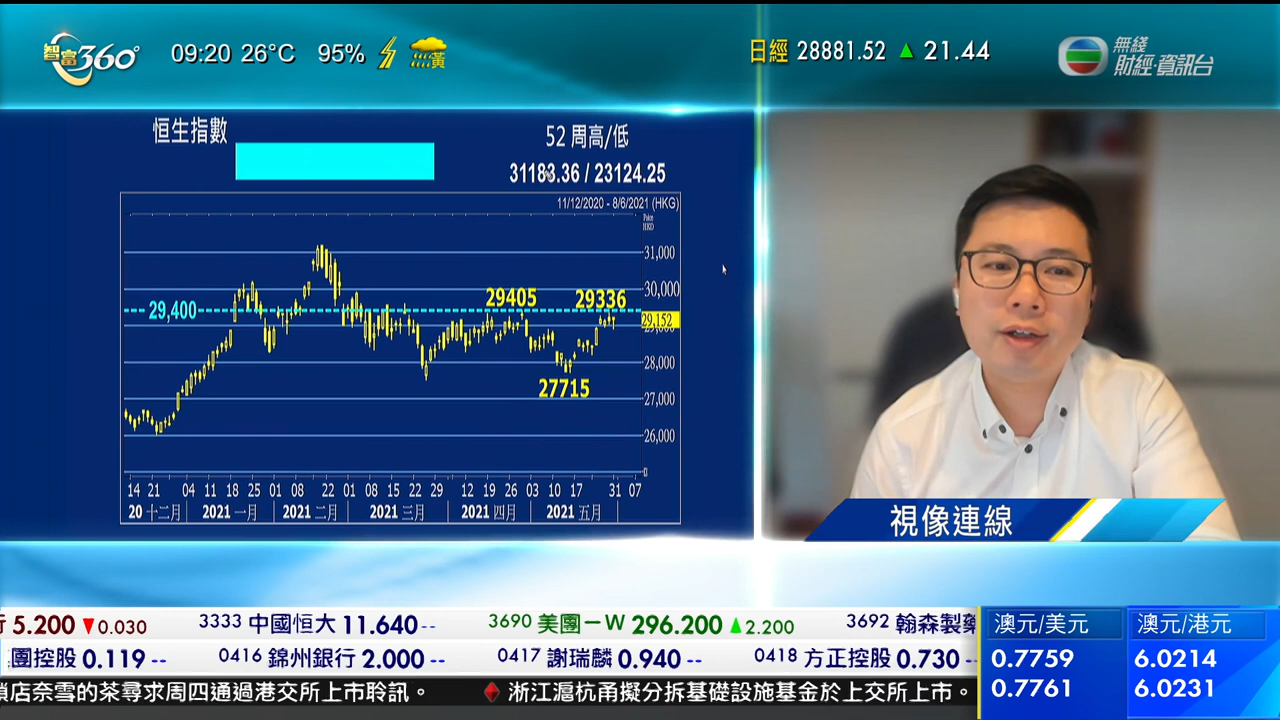 智富360°
09:20 26°C 95% 黃
日經 28881.52 ▲ 21.44
無綫
財經·資訊台
恒生指數
52 周高/低
31183.36 / 23124.25
11/12/2020 - 8/6/2021 (HKG)
Price
HKD
31,000
30,000
29,400
29405
29336
29,152
29,000
28,000
27715
27,000
26,000
14 21 04 11 18 25 01 08 22 01 08 15 22 29 12 19 26 03 10 17 31 07
20 十二月 2021 一月 2021 二月 2021 三月 2021 四月 2021 五月
視像連線
行 5.200 ▼0.030 3333 中國恒大 11.640-- 3690 美團－W 296.200 ▲2.200 3692 翰森製藥
團控股 0.119 -- 0416 錦州銀行 2.000 -- 0417 謝瑞麟 0.940 -- 0418 方正控股 0.730 --
鎖店奈雪的茶尋求周四通過港交所上市聆訊。 浙江滬杭甬擬分拆基礎設施基金於上交所上市。
澳元/美元
0.7759
0.7761
澳元/港元
6.0214
6.0231